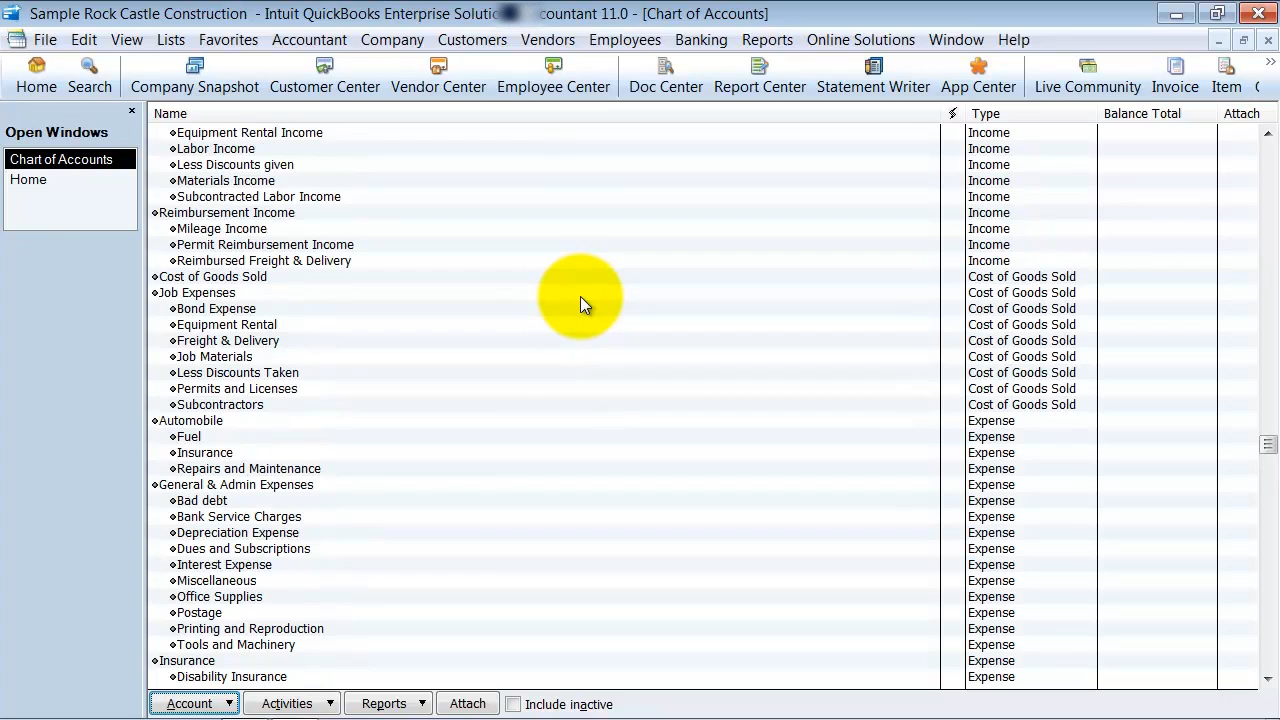 Sample Rock Castle Construction - Intuit QuickBooks Enterprise Accountant 11.0 - [Chart of Accounts]
File Edit View Lists Favorites Accountant Company Customers Vendors Employees Banking Reports Online Solutions Window Help
Home Search Company Snapshot Customer Center Vendor Center Employee Center Doc Center Report Center Statement Writer App Center Live Community Invoice Item
Open Windows
Chart of Accounts
Home
Name Type Balance Total Attach
Equipment Rental Income Income
Labor Income Income
Less Discounts given Income
Materials Income Income
Subcontracted Labor Income Income
Reimbursement Income Income
Mileage Income Income
Permit Reimbursement Income Income
Reimbursed Freight & Delivery Income
Cost of Goods Sold Cost of Goods Sold
Job Expenses Cost of Goods Sold
Bond Expense Cost of Goods Sold
Equipment Rental Cost of Goods Sold
Freight & Delivery Cost of Goods Sold
Job Materials Cost of Goods Sold
Less Discounts Taken Cost of Goods Sold
Permits and Licenses Cost of Goods Sold
Subcontractors Cost of Goods Sold
Automobile Expense
Fuel Expense
Insurance Expense
Repairs and Maintenance Expense
General & Admin Expenses Expense
Bad debt Expense
Bank Service Charges Expense
Depreciation Expense Expense
Dues and Subscriptions Expense
Interest Expense Expense
Miscellaneous Expense
Office Supplies Expense
Postage Expense
Printing and Reproduction Expense
Tools and Machinery Expense
Insurance Expense
Disability Insurance Expense
Account Activities Reports Attach Include inactive